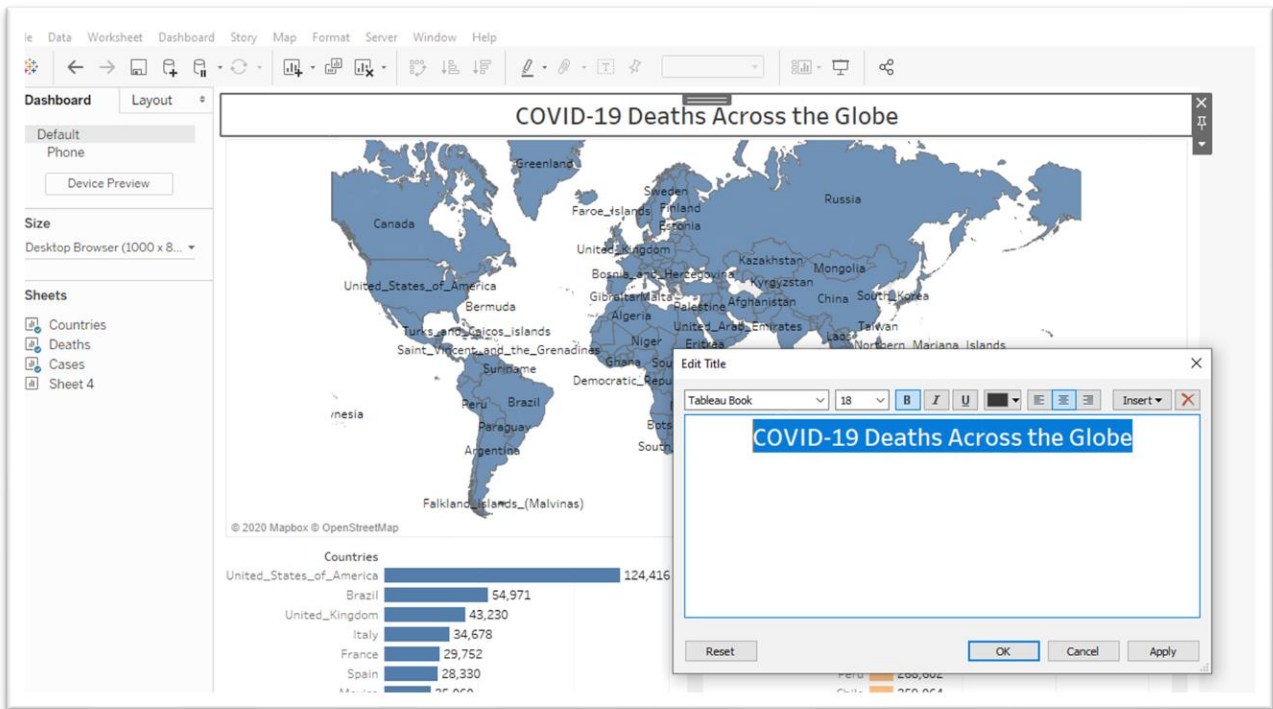 Data Worksheet Dashboard Story Map Format Server Window Help
Dashboard Layout
Default
Phone
Device Preview
Size
Desktop Browser (1000 x 8...
Sheets
Countries
Deaths
Cases
Sheet 4
COVID-19 Deaths Across the Globe
Greenland
Sweden
Russia
Faroe_Islands Finland
Canada
Estonia
United_Kingdom
Kazakhstan
Mongolia
Bosnia_and_Herzegovina
Kyrgyzstan
United_States_of_America
Gibraltar Malta
Palestine Afghanistan China South_Korea
Bermuda
Algeria
United_Arab_Emirates
Taiwan
Turks_and_Caicos_islands
Laos
Niger Eritrea
Northern_Mariana_Islands
Saint_Vincent_and_the_Grenadines
Ghana
Suriname
Democratic_Repu
Peru Brazil
Paraguay
Argentina
Falkland_Islands_(Malvinas)
© 2020 Mapbox © OpenStreetMap
Edit Title
Tableau Book 18 B I U Insert
COVID-19 Deaths Across the Globe
Reset OK Cancel Apply
Countries
United_States_of_America 124,416
Brazil 54,971
United_Kingdom 43,230
Italy 34,678
France 29,752
Spain 28,330